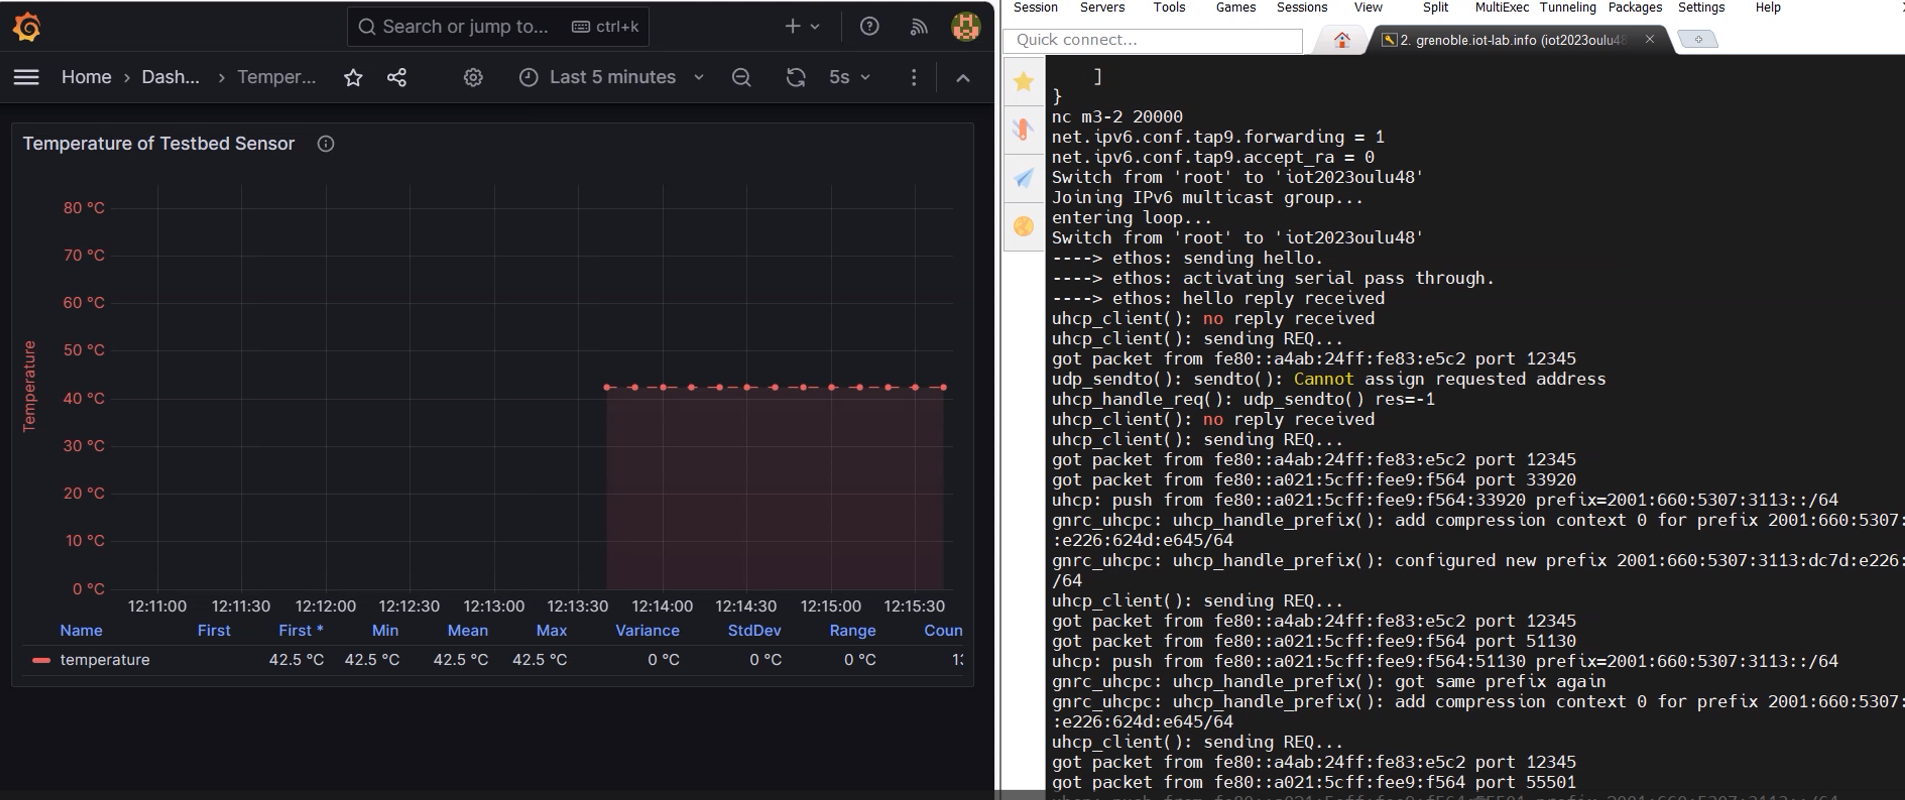 Search or jump to...
ctrl+k
Home > Dash... > Temper...
Last 5 minutes
5s
Temperature of Testbed Sensor
Temperature
80 °C
70 °C
60 °C
50 °C
40 °C
30 °C
20 °C
10 °C
0 °C
12:11:00 12:11:30 12:12:00 12:12:30 12:13:00 12:13:30 12:14:00 12:14:30 12:15:00 12:15:30
Name First First * Min Mean Max Variance StdDev Range Coun
temperature 42.5 °C 42.5 °C 42.5 °C 42.5 °C 0 °C 0 °C 0 °C
Session Servers Tools Games Sessions View Split MultiExec Tunneling Packages Settings Help
Quick connect...
2. grenoble.iot-lab.info (iot2023oulu48
]
}
nc m3-2 20000
net.ipv6.conf.tap9.forwarding = 1
net.ipv6.conf.tap9.accept_ra = 0
Switch from 'root' to 'iot2023oulu48'
Joining IPv6 multicast group...
entering loop...
Switch from 'root' to 'iot2023oulu48'
----> ethos: sending hello.
----> ethos: activating serial pass through.
----> ethos: hello reply received
uhcp_client(): no reply received
uhcp_client(): sending REQ...
got packet from fe80::a4ab:24ff:fe83:e5c2 port 12345
udp_sendto(): sendto(): Cannot assign requested address
uhcp_handle_req(): udp_sendto() res=-1
uhcp_client(): no reply received
uhcp_client(): sending REQ...
got packet from fe80::a4ab:24ff:fe83:e5c2 port 12345
got packet from fe80::a021:5cff:fee9:f564 port 33920
uhcp: push from fe80::a021:5cff:fee9:f564:33920 prefix=2001:660:5307:3113::/64
gnrc_uhcpc: uhcp_handle_prefix(): add compression context 0 for prefix 2001:660:5307:
:e226:624d:e645/64
gnrc_uhcpc: uhcp_handle_prefix(): configured new prefix 2001:660:5307:3113:dc7d:e226:
/64
uhcp_client(): sending REQ...
got packet from fe80::a4ab:24ff:fe83:e5c2 port 12345
got packet from fe80::a021:5cff:fee9:f564 port 51130
uhcp: push from fe80::a021:5cff:fee9:f564:51130 prefix=2001:660:5307:3113::/64
gnrc_uhcpc: uhcp_handle_prefix(): got same prefix again
gnrc_uhcpc: uhcp_handle_prefix(): add compression context 0 for prefix 2001:660:5307:
:e226:624d:e645/64
uhcp_client(): sending REQ...
got packet from fe80::a4ab:24ff:fe83:e5c2 port 12345
got packet from fe80::a021:5cff:fee9:f564 port 55501